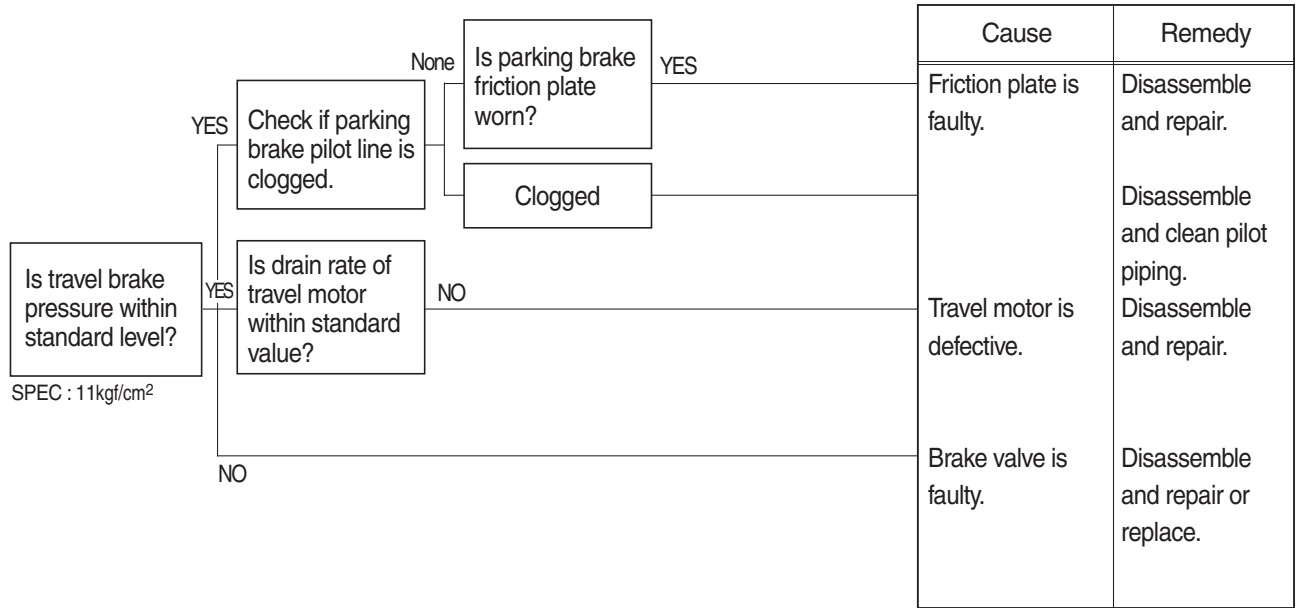 Cause
Remedy
None
Is parking brake
friction plate
worn?
YES
Friction plate is
faulty.
Disassemble
and repair.
YES
Check if parking
brake pilot line is
clogged.
Clogged
Disassemble
and clean pilot
piping.
Is travel brake
pressure within
standard level?
SPEC : 11kgf/cm2
YES
Is drain rate of
travel motor
within standard
value?
NO
Travel motor is
defective.
Disassemble
and repair.
NO
Brake valve is
faulty.
Disassemble
and repair or
replace.